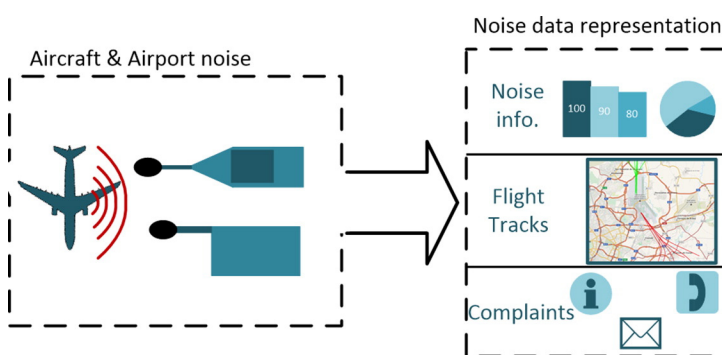 Noise data representation
Aircraft & Airport noise
Noise
info.
100
90
80
Flight
Tracks
Complaints